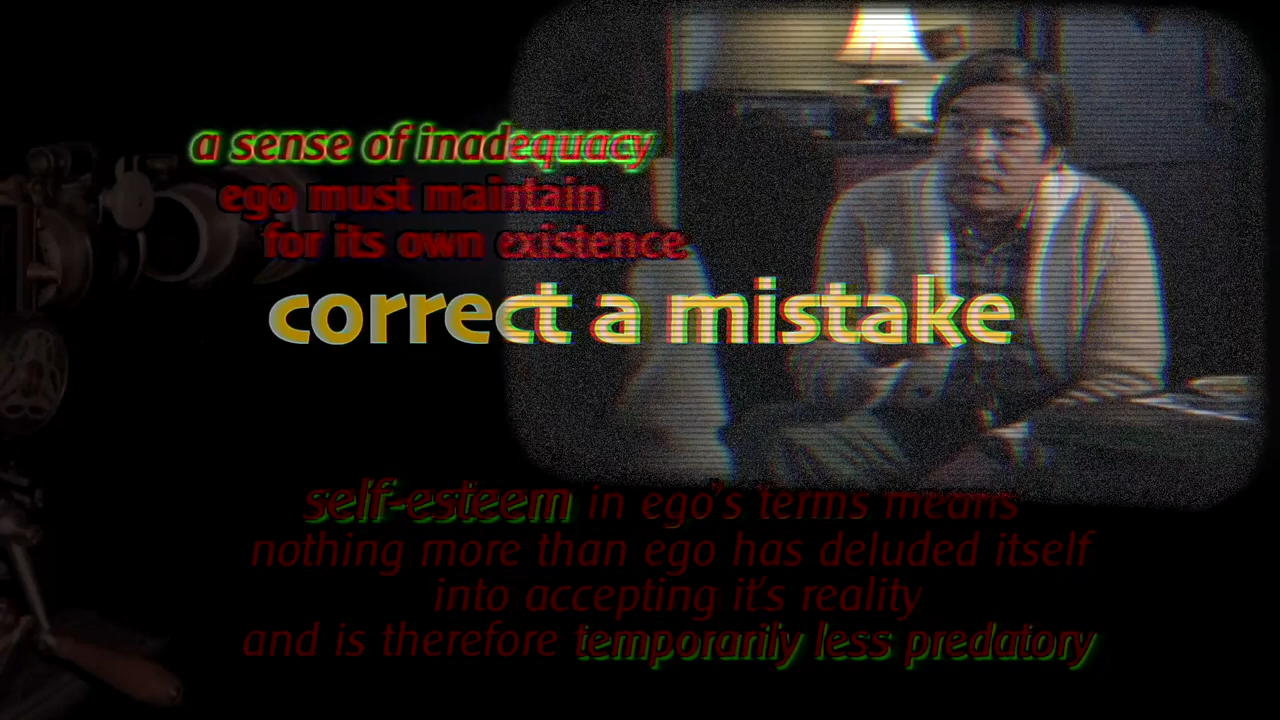 a sense of inadequacy
ego must maintain
for its own existence
correct a mistake
self-esteem in ego's terms means
nothing more than ego has deluded itself
into accepting it's reality
and is therefore temporarily less predatory